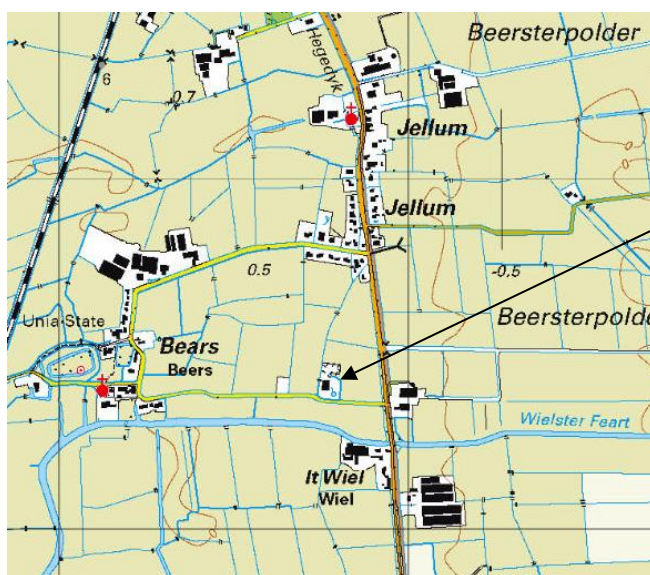 Beersterpolder
Hegedyk
6
-0.7
Jellum
Jellum
0.5
-0,5
Unia State
Beersterpolde
Bears
Beers
Wielster Feart
It Wiel
Wiel